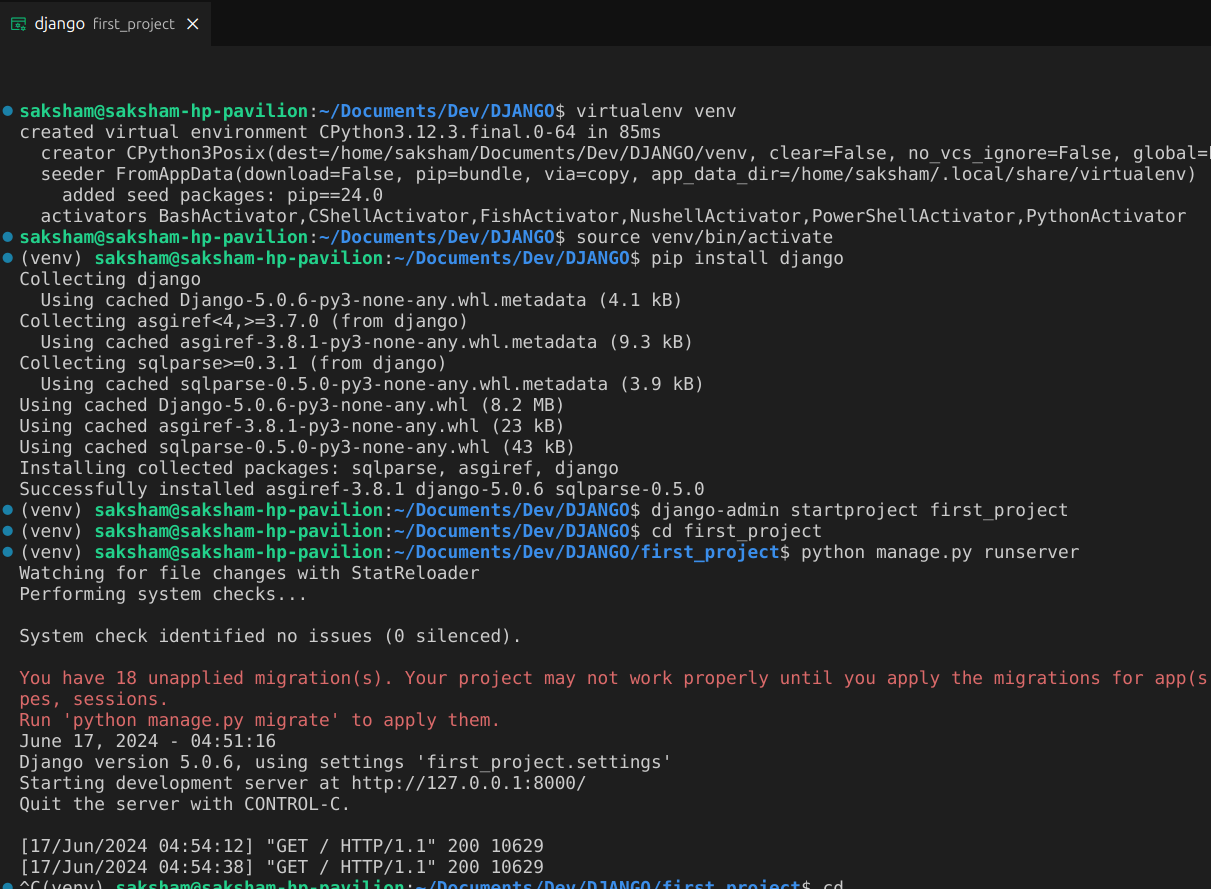 django first_project
saksham@saksham-hp-pavilion:~/Documents/Dev/DJANGO$ virtualenv venv
created virtual environment CPython3.12.3.final.0-64 in 85ms
  creator CPython3Posix(dest=/home/saksham/Documents/Dev/DJANGO/venv, clear=False, no_vcs_ignore=False, global=
  seeder FromAppData(download=False, pip=bundle, via=copy, app_data_dir=/home/saksham/.local/share/virtualenv)
    added seed packages: pip==24.0
  activators BashActivator,CShellActivator,FishActivator,NushellActivator,PowerShellActivator,PythonActivator
saksham@saksham-hp-pavilion:~/Documents/Dev/DJANGO$ source venv/bin/activate
(venv) saksham@saksham-hp-pavilion:~/Documents/Dev/DJANGO$ pip install django
Collecting django
  Using cached Django-5.0.6-py3-none-any.whl.metadata (4.1 kB)
Collecting asgiref<4,>=3.7.0 (from django)
  Using cached asgiref-3.8.1-py3-none-any.whl.metadata (9.3 kB)
Collecting sqlparse>=0.3.1 (from django)
  Using cached sqlparse-0.5.0-py3-none-any.whl.metadata (3.9 kB)
Using cached Django-5.0.6-py3-none-any.whl (8.2 MB)
Using cached asgiref-3.8.1-py3-none-any.whl (23 kB)
Using cached sqlparse-0.5.0-py3-none-any.whl (43 kB)
Installing collected packages: sqlparse, asgiref, django
Successfully installed asgiref-3.8.1 django-5.0.6 sqlparse-0.5.0
(venv) saksham@saksham-hp-pavilion:~/Documents/Dev/DJANGO$ django-admin startproject first_project
(venv) saksham@saksham-hp-pavilion:~/Documents/Dev/DJANGO$ cd first_project
(venv) saksham@saksham-hp-pavilion:~/Documents/Dev/DJANGO/first_project$ python manage.py runserver
Watching for file changes with StatReloader
Performing system checks...
System check identified no issues (0 silenced).
You have 18 unapplied migration(s). Your project may not work properly until you apply the migrations for app(s
pes, sessions.
Run 'python manage.py migrate' to apply them.
June 17, 2024 - 04:51:16
Django version 5.0.6, using settings 'first_project.settings'
Starting development server at http://127.0.0.1:8000/
Quit the server with CONTROL-C.
[17/Jun/2024 04:54:12] "GET / HTTP/1.1" 200 10629
[17/Jun/2024 04:54:38] "GET / HTTP/1.1" 200 10629
^C(venv) saksham@saksham-hp-pavilion:~/Documents/Dev/DJANGO/first_project$ cd